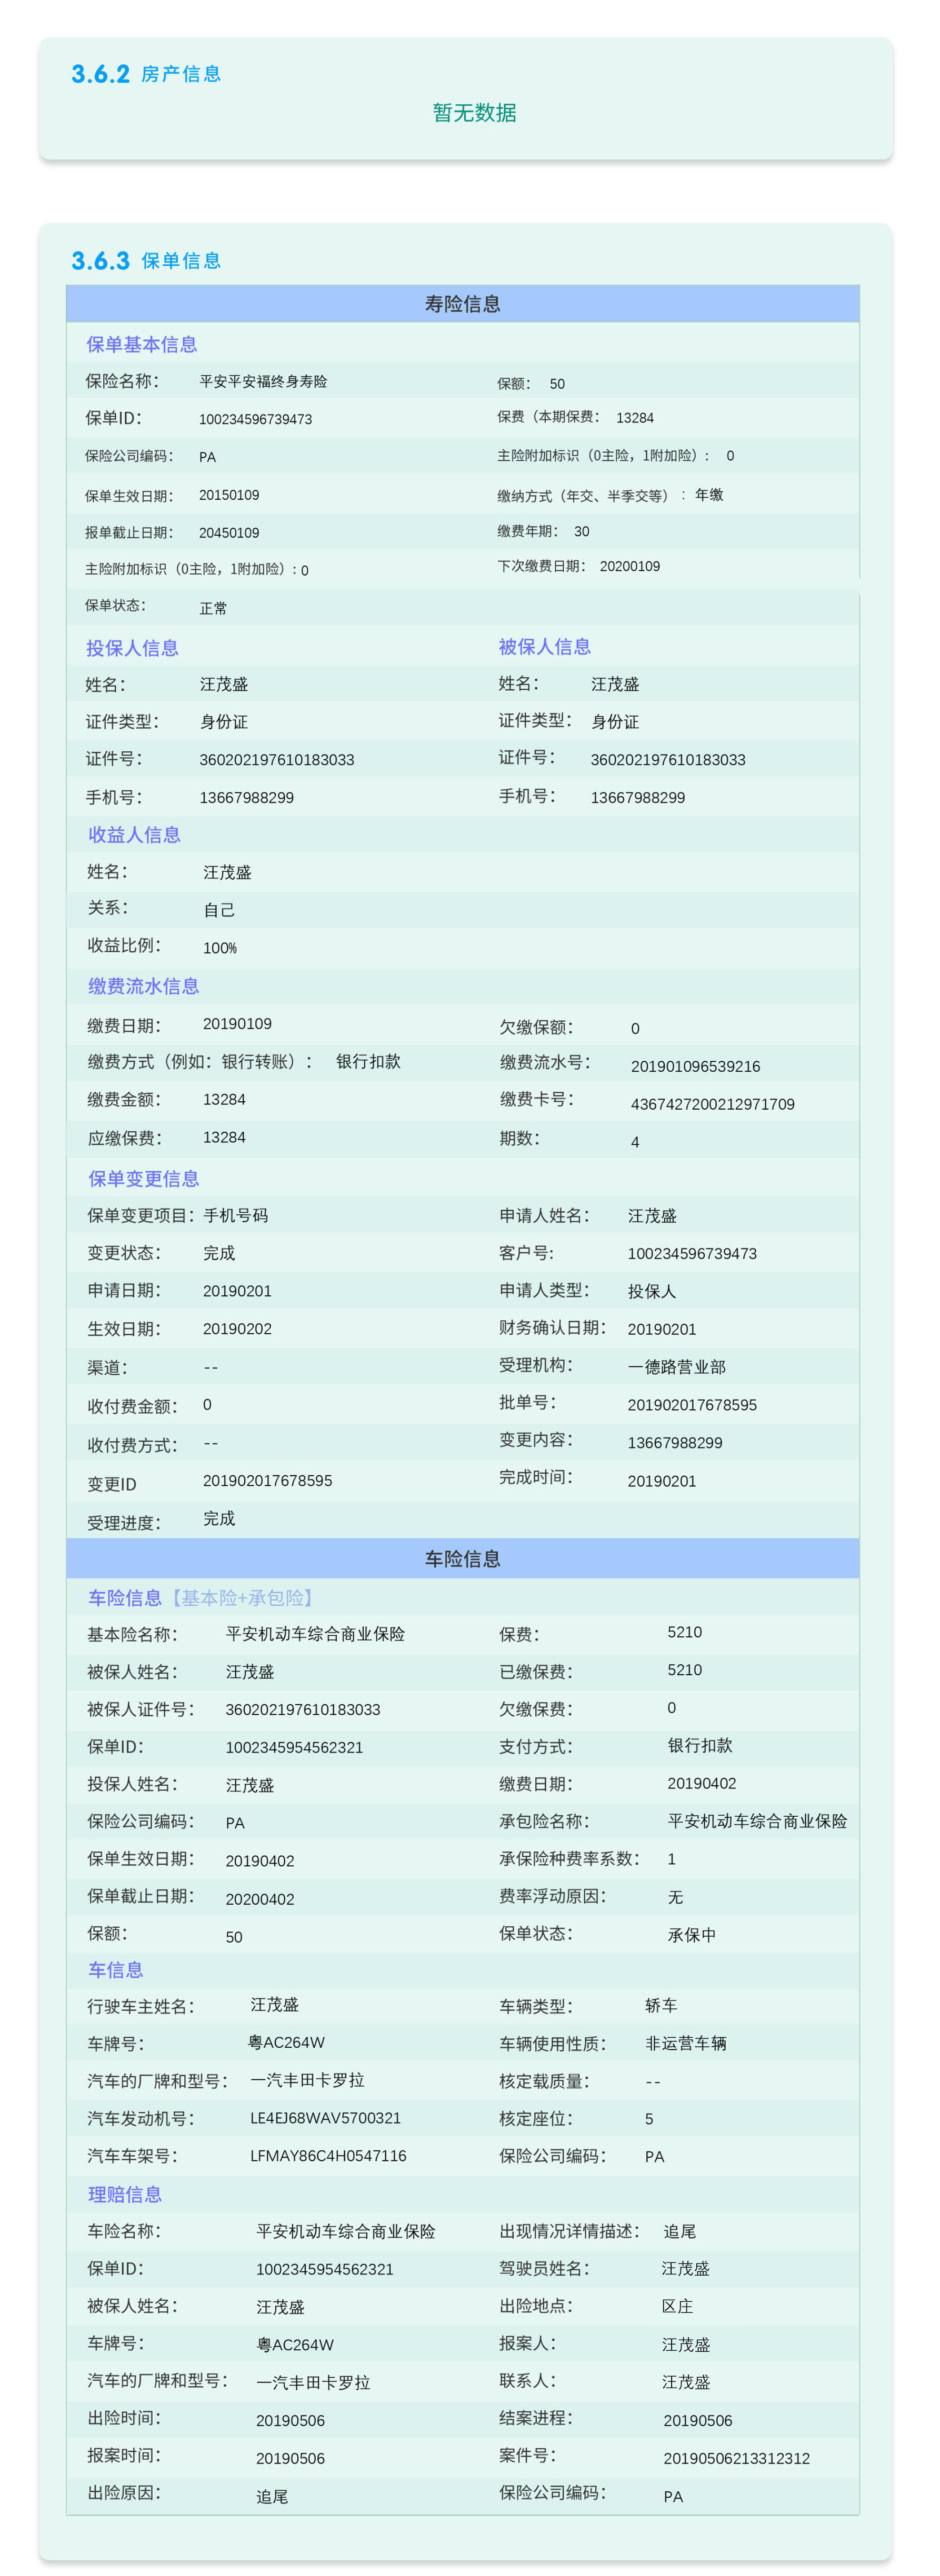 3.6.2 房产信息
暂无数据
3.6.3 保单信息
寿险信息
保单基本信息
保险名称： 平安平安福终身寿险 保额： 50
保单ID： 100234596739473 保费（本期保费： 13284
保险公司编码： PA 主险附加标识（0主险，1附加险）： 0
保单生效日期： 20150109 缴纳方式（年交、半季交等）： 年缴
报单截止日期： 20450109 缴费年期： 30
主险附加标识（0主险，1附加险）: 0 下次缴费日期： 20200109
保单状态： 正常
投保人信息 被保人信息
姓名： 汪茂盛 姓名： 汪茂盛
证件类型： 身份证 证件类型： 身份证
证件号： 360202197610183033 证件号： 360202197610183033
手机号： 13667988299 手机号： 13667988299
收益人信息
姓名： 汪茂盛
关系： 自己
收益比例： 100%
缴费流水信息
缴费日期： 20190109 欠缴保额： 0
缴费方式（例如：银行转账）： 银行扣款 缴费流水号： 201901096539216
缴费金额： 13284 缴费卡号： 4367427200212971709
应缴保费： 13284 期数： 4
保单变更信息
保单变更项目：手机号码 申请人姓名： 汪茂盛
变更状态： 完成 客户号: 100234596739473
申请日期： 20190201 申请人类型： 投保人
生效日期： 20190202 财务确认日期： 20190201
渠道： -- 受理机构： 一德路营业部
收付费金额： 0 批单号： 201902017678595
收付费方式： -- 变更内容： 13667988299
变更ID 201902017678595 完成时间： 20190201
受理进度： 完成
车险信息
车险信息【基本险+承包险】
基本险名称： 平安机动车综合商业保险 保费： 5210
被保人姓名： 汪茂盛 已缴保费： 5210
被保人证件号： 360202197610183033 欠缴保费： 0
保单ID： 1002345954562321 支付方式： 银行扣款
投保人姓名： 汪茂盛 缴费日期： 20190402
保险公司编码： PA 承包险名称： 平安机动车综合商业保险
保单生效日期： 20190402 承保险种费率系数： 1
保单截止日期： 20200402 费率浮动原因： 无
保额： 50 保单状态： 承保中
车信息
行驶车主姓名： 汪茂盛 车辆类型： 轿车
车牌号： 粤AC264W 车辆使用性质： 非运营车辆
汽车的厂牌和型号： 一汽丰田卡罗拉 核定载质量： --
汽车发动机号： LE4EJ68WAV5700321 核定座位： 5
汽车车架号： LFMAY86C4H0547116 保险公司编码： PA
理赔信息
车险名称： 平安机动车综合商业保险 出现情况详情描述： 追尾
保单ID： 1002345954562321 驾驶员姓名： 汪茂盛
被保人姓名： 汪茂盛 出险地点： 区庄
车牌号： 粤AC264W 报案人： 汪茂盛
汽车的厂牌和型号： 一汽丰田卡罗拉 联系人： 汪茂盛
出险时间： 20190506 结案进程： 20190506
报案时间： 20190506 案件号： 20190506213312312
出险原因： 追尾 保险公司编码： PA